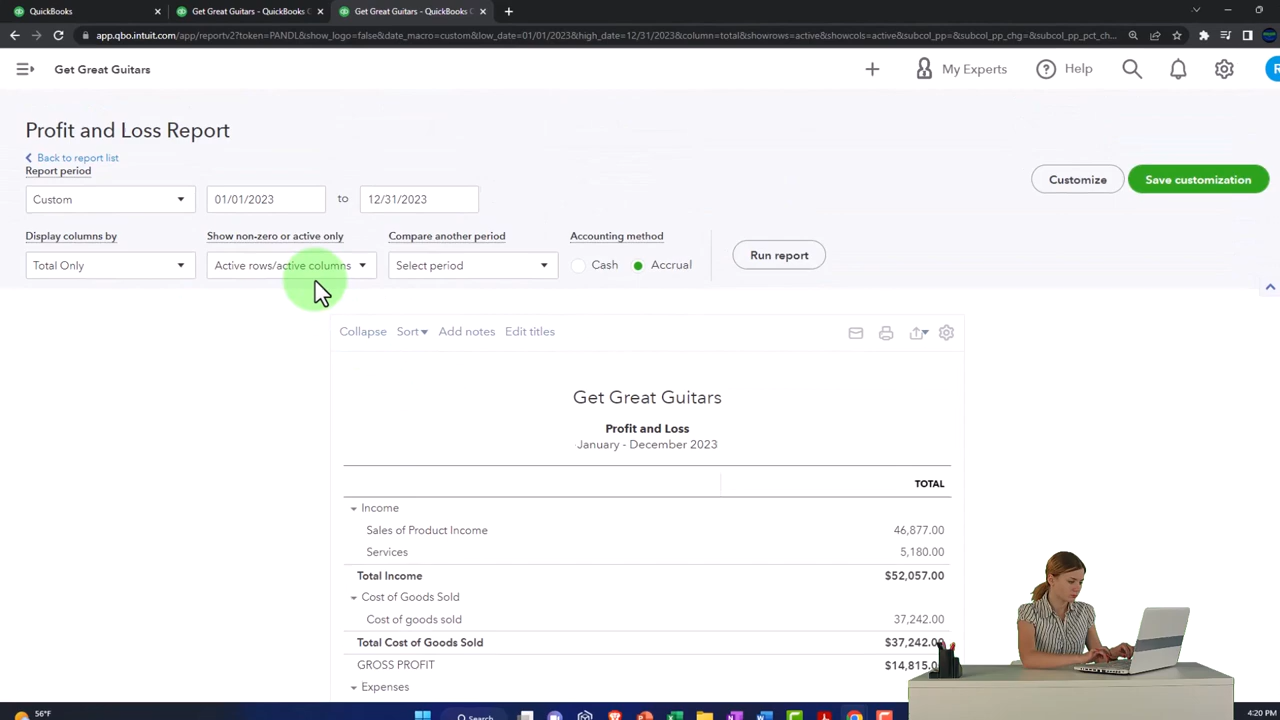 QuickBooks
Get Great Guitars - QuickBooks
Get Great Guitars - QuickBooks
app.qbo.intuit.com/app/reportv2?token=PANDL&show_logo=false&date_macro=custom&low_date=01/01/2023&high_date=12/31/2023&column=total&showrows=active&showcols=active&subcol_pp=&subcol_pp_chg=&subcol_pp_pct_ch...
Get Great Guitars
My Experts
Help
R
Profit and Loss Report
Back to report list
Report period
Custom
01/01/2023
to
12/31/2023
Customize
Save customization
Display columns by
Show non-zero or active only
Compare another period
Accounting method
Total Only
Active rows/active columns
Select period
Cash
Accrual
Run report
Collapse
Sort
Add notes
Edit titles
Get Great Guitars
Profit and Loss
January - December 2023
TOTAL
Income
Sales of Product Income 46,877.00
Services 5,180.00
Total Income $52,057.00
Cost of Goods Sold
Cost of goods sold 37,242.00
Total Cost of Goods Sold $37,242.00
GROSS PROFIT $14,815.0
Expenses
56°F
Search
4:20 PM